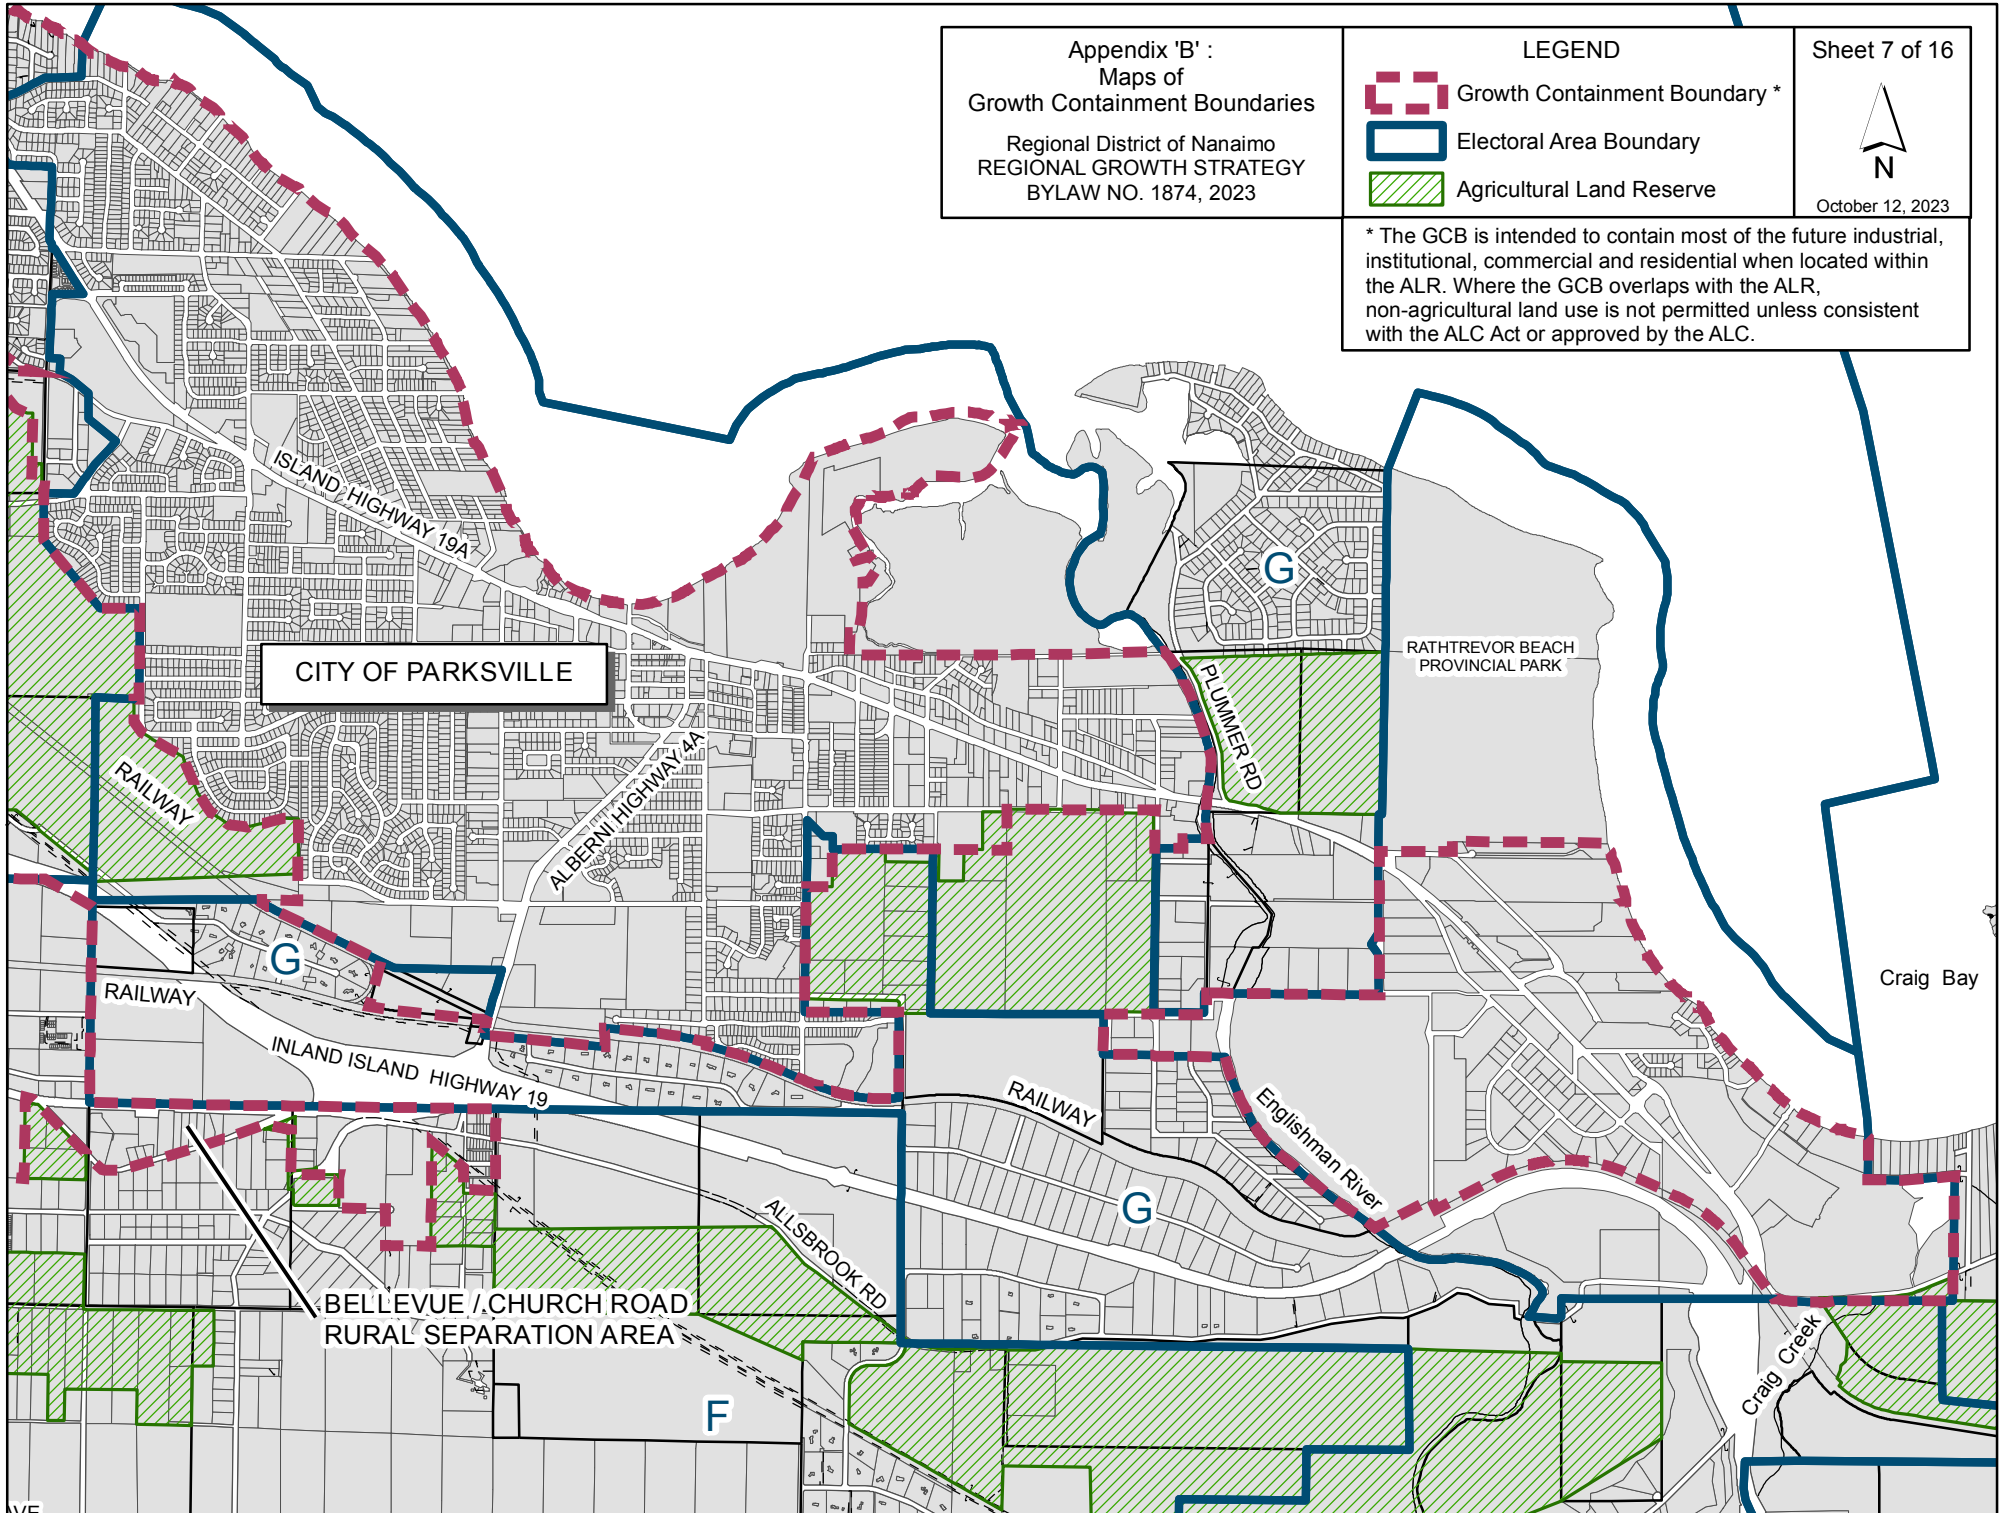 Appendix 'B' :
Maps of
Growth Containment Boundaries
Regional District of Nanaimo
REGIONAL GROWTH STRATEGY
BYLAW NO. 1874, 2023
LEGEND
Growth Containment Boundary *
Electoral Area Boundary
Agricultural Land Reserve
Sheet 7 of 16
N
October 12, 2023
* The GCB is intended to contain most of the future industrial,
institutional, commercial and residential when located within
the ALR. Where the GCB overlaps with the ALR,
non-agricultural land use is not permitted unless consistent
with the ALC Act or approved by the ALC.
ISLAND HIGHWAY 19A
G
RATHTREVOR BEACH
PROVINCIAL PARK
CITY OF PARKSVILLE
PLUMMER RD
RAILWAY
ALBERNI HIGHWAY 4A
G
Craig Bay
RAILWAY
INLAND ISLAND HIGHWAY 19
RAILWAY
Englishman River
G
ALLSBROOK RD
BELLEVUE / CHURCH ROAD
RURAL SEPARATION AREA
Craig Creek
F